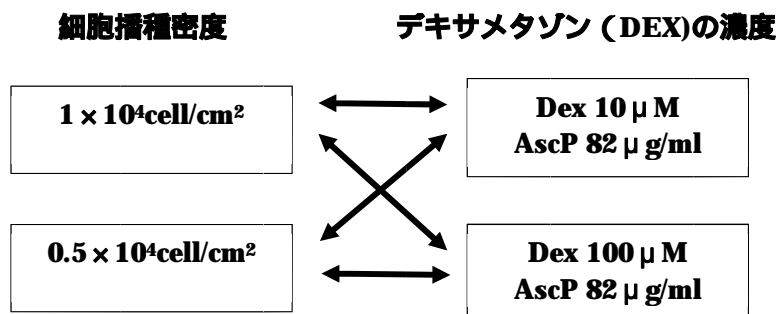 細胞播種密度
デキサメタゾン（DEX)の濃度
1×10⁴cell/cm²
Dex 10μM
AscP 82μg/ml
0.5×10⁴cell/cm²
Dex 100μM
AscP 82μg/ml